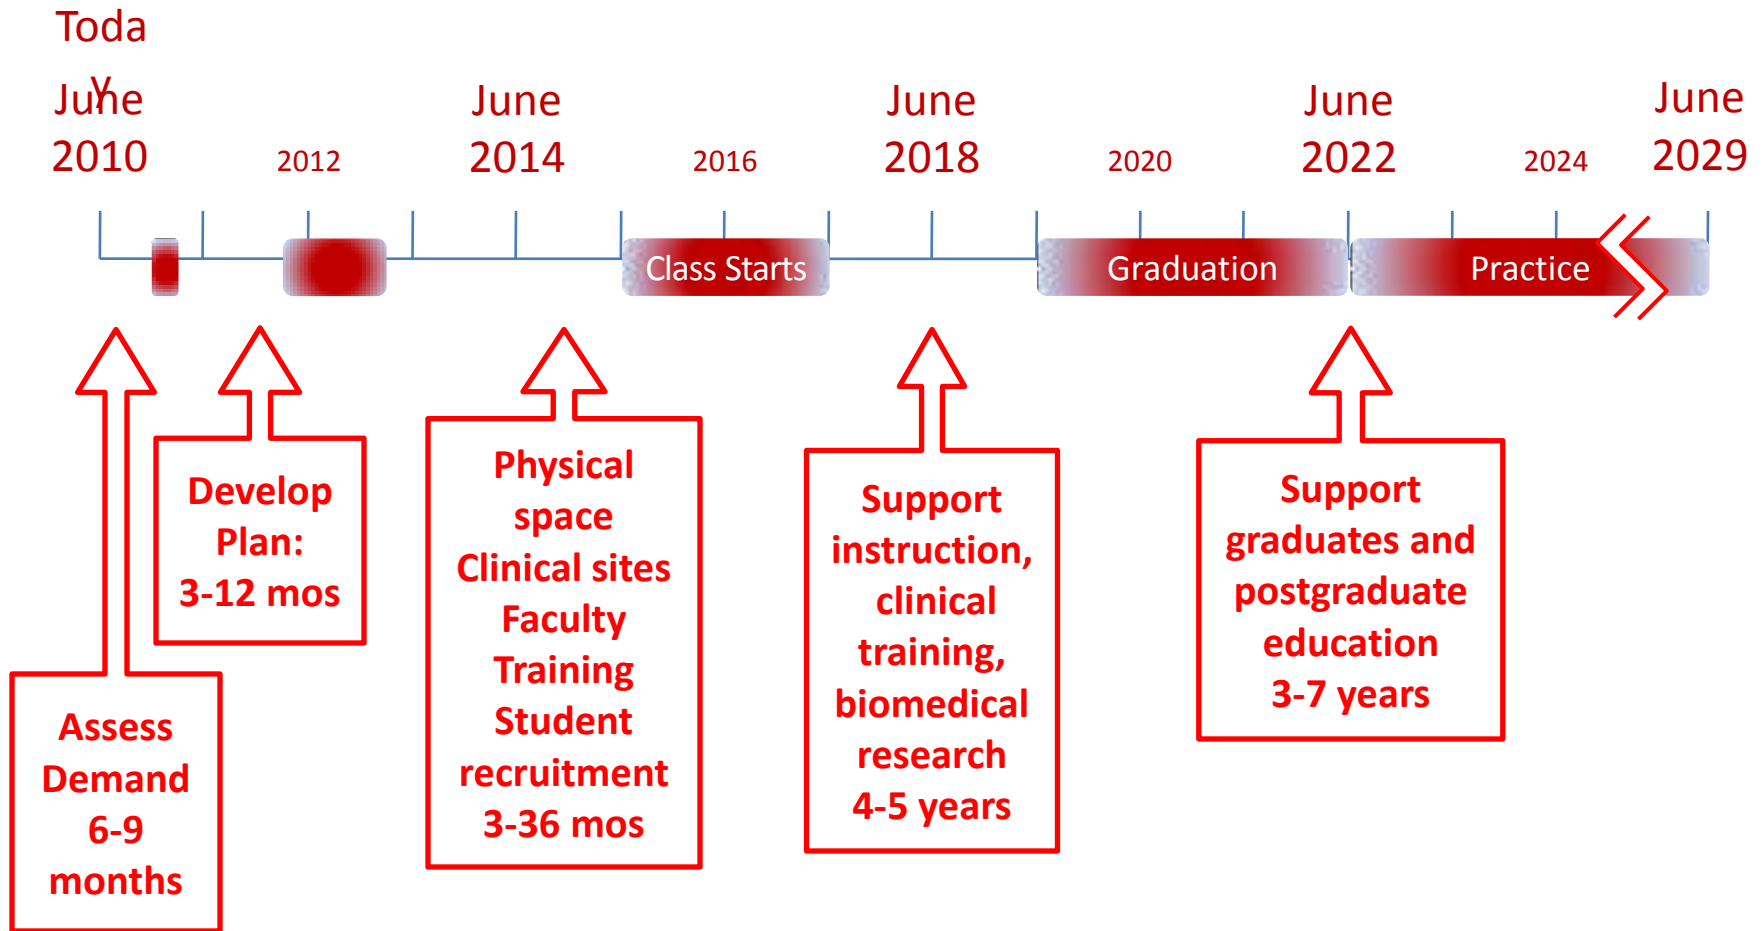 Toda
y
June
2010
2012
June
2014
2016
June
2018
2020
June
2022
2024
June
2029
Class Starts
Graduation
Practice
Assess
Demand
6-9
months
Develop
Plan:
3-12 mos
Physical
space
Clinical sites
Faculty
Training
Student
recruitment
3-36 mos
Support
instruction,
clinical
training,
biomedical
research
4-5 years
Support
graduates and
postgraduate
education
3-7 years